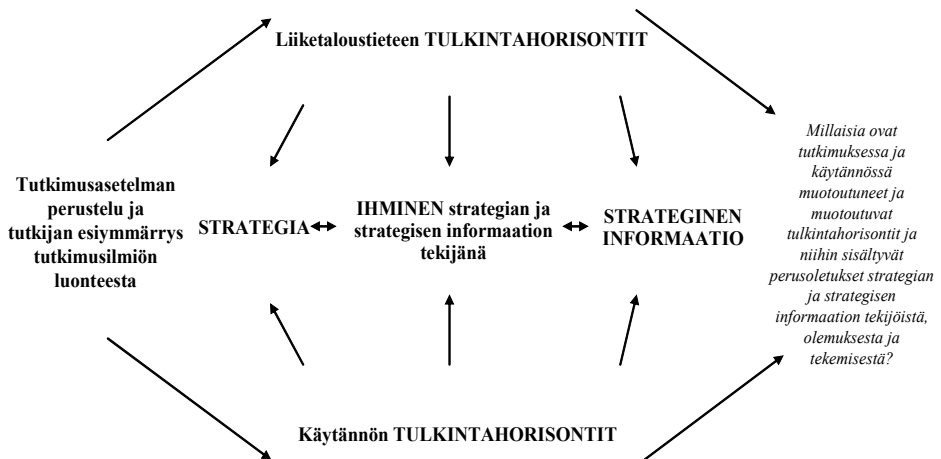 Liiketaloustieteen TULKINTAHORISONTIT
Tutkimusasetelman
perustelu ja
tutkijan esiymmärrys
tutkimusilmiön
luonteesta
STRATEGIA
IHMINEN strategian ja
strategisen informaation
tekijänä
STRATEGINEN
INFORMAATIO
Millaisia ovat
tutkimuksessa ja
käytännössä
muotoutuneet ja
muotoutuvat
tulkintahorisontit ja
niihin sisältyvät
perusoletukset strategian
ja strategisen
informaation tekijöistä,
olemuksesta ja
tekemisestä?
Käytännön TULKINTAHORISONTIT